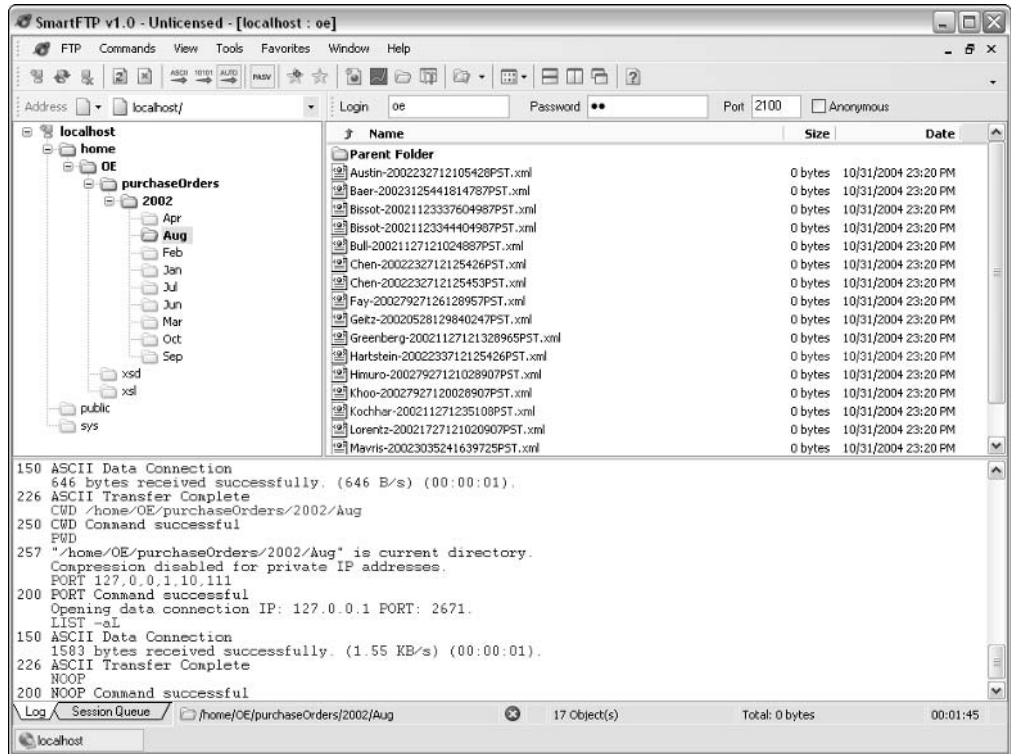 SmartFTP v1.0 - Unlicensed - [localhost : oe]
FTP Commands View Tools Favorites Window Help
ASCII 10101 AUTO PASV
Address localhost/ Login oe Password ●● Port 2100 Anonymous
localhost
home
OE
purchaseOrders
2002
Apr
Aug
Feb
Jan
Jul
Jun
Mar
Oct
Sep
xsd
xsl
public
sys
Name Size Date
Parent Folder
Austin-2002232712105428PST.xml 0 bytes 10/31/2004 23:20 PM
Baer-20023125441814787PST.xml 0 bytes 10/31/2004 23:20 PM
Bissot-20021123337604987PST.xml 0 bytes 10/31/2004 23:20 PM
Bissot-20021123344404987PST.xml 0 bytes 10/31/2004 23:20 PM
Bull-20021127121024887PST.xml 0 bytes 10/31/2004 23:20 PM
Chen-2002232712125426PST.xml 0 bytes 10/31/2004 23:20 PM
Chen-2002232712125453PST.xml 0 bytes 10/31/2004 23:20 PM
Fay-20027927126128957PST.xml 0 bytes 10/31/2004 23:20 PM
Geitz-20020528129840247PST.xml 0 bytes 10/31/2004 23:20 PM
Greenberg-20021127121328965PST.xml 0 bytes 10/31/2004 23:20 PM
Hartstein-2002233712125426PST.xml 0 bytes 10/31/2004 23:20 PM
Himuro-20027927121028907PST.xml 0 bytes 10/31/2004 23:20 PM
Khoo-20027927120028907PST.xml 0 bytes 10/31/2004 23:20 PM
Kochhar-200211271235108PST.xml 0 bytes 10/31/2004 23:20 PM
Lorentz-20021727121020907PST.xml 0 bytes 10/31/2004 23:20 PM
Mavris-20023035241639725PST.xml 0 bytes 10/31/2004 23:20 PM
150 ASCII Data Connection
646 bytes received successfully. (646 B/s) (00:00:01).
226 ASCII Transfer Complete
CWD /home/OE/purchaseOrders/2002/Aug
250 CWD Command successful
PWD
257 "/home/OE/purchaseOrders/2002/Aug" is current directory.
Compression disabled for private IP addresses.
PORT 127,0,0,1,10,111
200 PORT Command successful
Opening data connection IP: 127.0.0.1 PORT: 2671.
LIST -aL
150 ASCII Data Connection
1583 bytes received successfully. (1.55 KB/s) (00:00:01).
226 ASCII Transfer Complete
NOOP
200 NOOP Command successful
Log Session Queue /home/OE/purchaseOrders/2002/Aug 17 Object(s) Total: 0 bytes 00:01:45
localhost